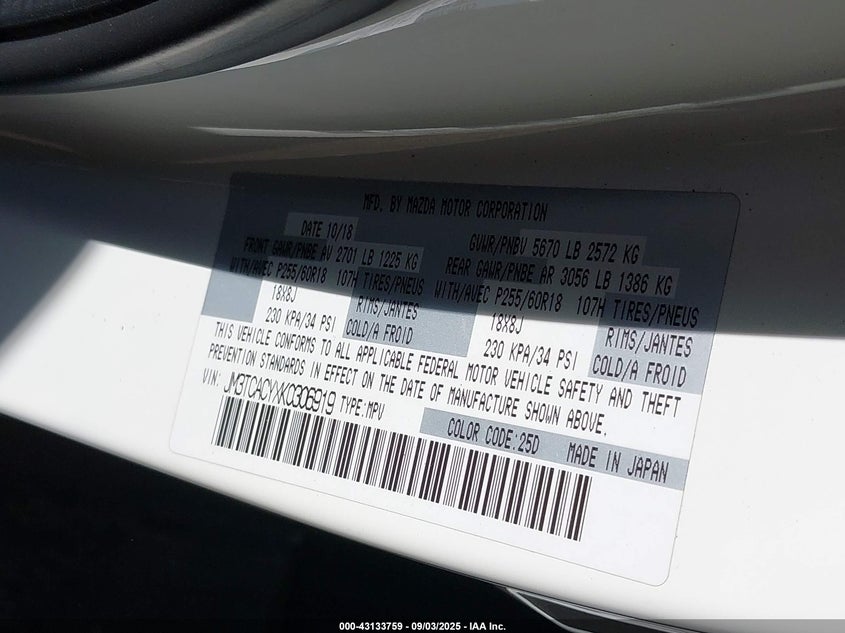 MFD. BY MAZDA MOTOR CORPORATION
DATE 10/18 GVWR/PNBV 5670 LB 2572 KG
FRONT GAWR/PNBE AV 2701 LB 1225 KG REAR GAWR/PNBE AR 3056 LB 1386 KG
WITH/AVEC P255/60R18 107H TIRES/PNEUS WITH/AVEC P255/60R18 107H TIRES/PNEUS
18X8J RIMS/JANTES 18X8J RIMS/JANTES
230 KPA/34 PSI COLD/A FROID 230 KPA/34 PSI COLD/A FROID
THIS VEHICLE CONFORMS TO ALL APPLICABLE FEDERAL MOTOR VEHICLE SAFETY AND THEFT
PREVENTION STANDARDS IN EFFECT ON THE DATE OF MANUFACTURE SHOWN ABOVE.
VIN: JM3TCACYXK0306919 TYPE:MPV
COLOR CODE:25D MADE IN JAPAN
000-43133759 - 09/03/2025 - IAA Inc.